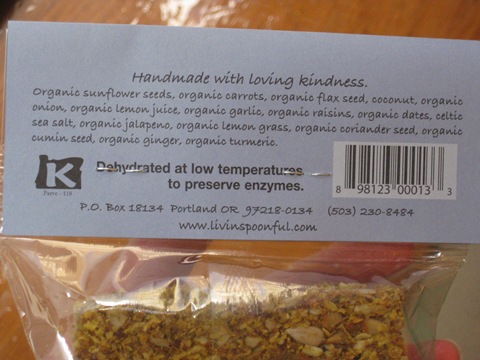 Handmade with loving kindness.
Organic sunflower seeds, organic carrots, organic flax seed, coconut, organic
onion, organic lemon juice, organic garlic, organic raisins, organic dates, celtic
sea salt, organic jalapeno, organic lemon grass, organic coriander seed, organic
cumin seed, organic ginger, organic turmeric.
K
Parve - 119
Dehydrated at low temperatures
to preserve enzymes.
8 98123 00013 3
P.O. Box 18134 Portland OR 97218-0134 (503) 230-8484
www.livinspoonful.com